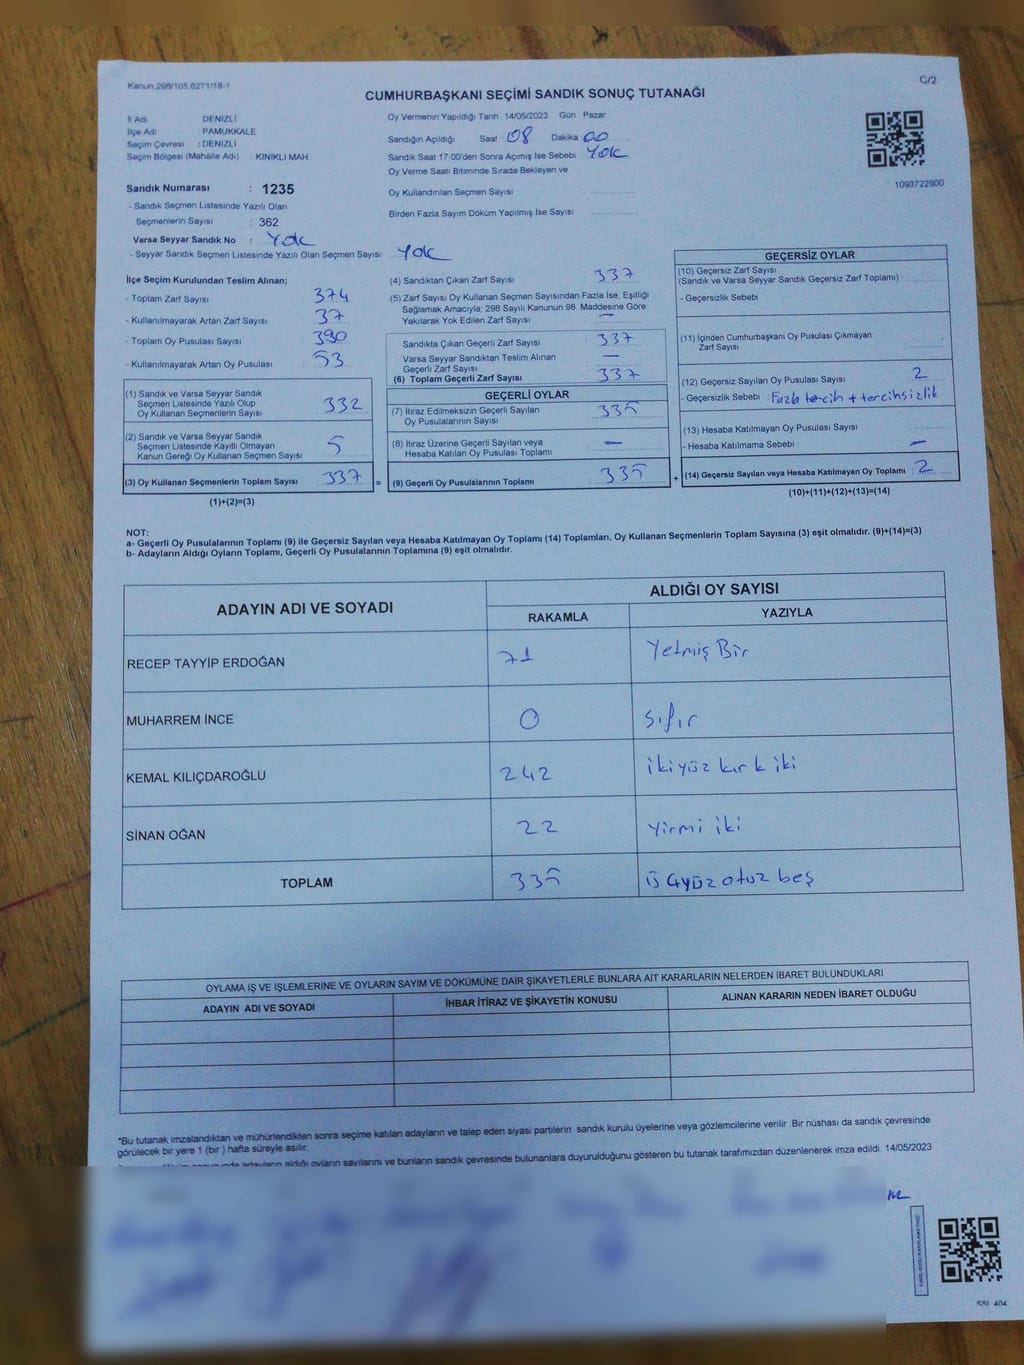 Kanun:298/105.6271/18-1
C/2
CUMHURBAŞKANI SEÇİMİ SANDIK SONUÇ TUTANAĞI
İl Adı DENİZLİ
İlçe Adı PAMUKKALE
Seçim Çevresi : DENİZLİ
Seçim Bölgesi (Mahalle Adı) KINIKLI MAH
Sandık Numarası : 1235
- Sandık Seçmen Listesinde Yazılı Olan
Seçmenlerin Sayısı : 362
Varsa Seyyar Sandık No : Yok
- Seyyar Sandık Seçmen Listesinde Yazılı Olan Seçmen Sayısı Yok
Oy Vermenin Yapıldığı Tarih 14/05/2023 Gün Pazar
Sandığın Açıldığı Saat 08 Dakika 00
Sandık Saat 17 00'den Sonra Açımış İse Sebebi Yok
Oy Verme Saati Bitiminde Sırada Bekleyen ve
Oy Kullandırılan Seçmen Sayısı
Birden Fazla Sayım Döküm Yapılmış İse Sayısı
1093722900
İlçe Seçim Kurulundan Teslim Alınan;
- Toplam Zarf Sayısı 374
- Kullanılmayarak Artan Zarf Sayısı 37
- Toplam Oy Pusulası Sayısı 390
- Kullanılmayarak Artan Oy Pusulası 53
(1) Sandık ve Varsa Seyyar Sandık
Seçmen Listesinde Yazılı Olup
Oy Kullanan Seçmenlerin Sayısı 332
(2) Sandık ve Varsa Seyyar Sandık
Seçmen Listesinde Kayıtlı Olmayan
Kanun Gereği Oy Kullanan Seçmen Sayısı 5
(3) Oy Kullanan Seçmenlerin Toplam Sayısı 337 =
(1)+(2)=(3)
(4) Sandıktan Çıkan Zarf Sayısı 337
(5) Zarf Sayısı Oy Kullanan Seçmen Sayısından Fazla İse, Eşitliği
Sağlamak Amacıyla; 298 Sayılı Kanunun 98. Maddesine Göre
Yakılarak Yok Edilen Zarf Sayısı —
Sandıkta Çıkan Geçerli Zarf Sayısı 337
Varsa Seyyar Sandıktan Teslim Alınan
Geçerli Zarf Sayısı —
(6) Toplam Geçerli Zarf Sayısı 337
GEÇERLİ OYLAR
(7) İtiraz Edilmeksizin Geçerli Sayılan
Oy Pusulalarının Sayısı 335
(8) İtiraz Üzerine Geçerli Sayılan veya
Hesaba Katılan Oy Pusulası Toplamı —
(9) Geçerli Oy Pusulalarının Toplamı 335 +
GEÇERSİZ OYLAR
(10) Geçersiz Zarf Sayısı
(Sandık ve Varsa Seyyar Sandık Geçersiz Zarf Toplamı)
- Geçersizlik Sebebi
(11) İçinden Cumhurbaşkanı Oy Pusulası Çıkmayan
Zarf Sayısı
(12) Geçersiz Sayılan Oy Pusulası Sayısı 2
- Geçersizlik Sebebi : Fazla tercih + tercihsizlik
(13) Hesaba Katılmayan Oy Pusulası Sayısı
- Hesaba Katılmama Sebebi —
(14) Geçersiz Sayılan veya Hesaba Katılmayan Oy Toplamı : 2
(10)+(11)+(12)+(13)=(14)
NOT:
a- Geçerli Oy Pusulalarının Toplamı (9) ile Geçersiz Sayılan veya Hesaba Katılmayan Oy Toplamı (14) Toplamları, Oy Kullanan Seçmenlerin Toplam Sayısına (3) eşit olmalıdır. (9)+(14)=(3)
b- Adayların Aldığı Oyların Toplamı, Geçerli Oy Pusulalarının Toplamına (9) eşit olmalıdır.
ADAYIN ADI VE SOYADI
ALDIĞI OY SAYISI
RAKAMLA YAZIYLA
RECEP TAYYİP ERDOĞAN 71 Yetmiş Bir
MUHARREM İNCE 0 sıfır
KEMAL KILIÇDAROĞLU 242 ikiyüz kırk iki
SİNAN OĞAN 22 Yirmi iki
TOPLAM 335 üçyüz otuz beş
OYLAMA İŞ VE İŞLEMLERİNE VE OYLARIN SAYIM VE DÖKÜMÜNE DAİR ŞİKAYETLERLE BUNLARA AİT KARARLARIN NELERDEN İBARET BULUNDUKLARI
ADAYIN ADI VE SOYADI İHBAR İTİRAZ VE ŞİKAYETİN KONUSU ALINAN KARARIN NEDEN İBARET OLDUĞU
*Bu tutanak imzalandıktan ve mühürlendikten sonra seçime katılan adayların ve talep eden siyasi partilerin sandık kurulu üyelerine veya gözlemcilerine verilir Bir nüshası da sandık çevresinde
görülecek bir yere 1 (bir) hafta süreyle asılır.
adayların aldığı oyların sayılarını ve bunların sandık çevresinde bulunanlara duyurulduğunu gösteren bu tutanak tarafımızdan düzenlenerek imza edildi. 14/05/2023